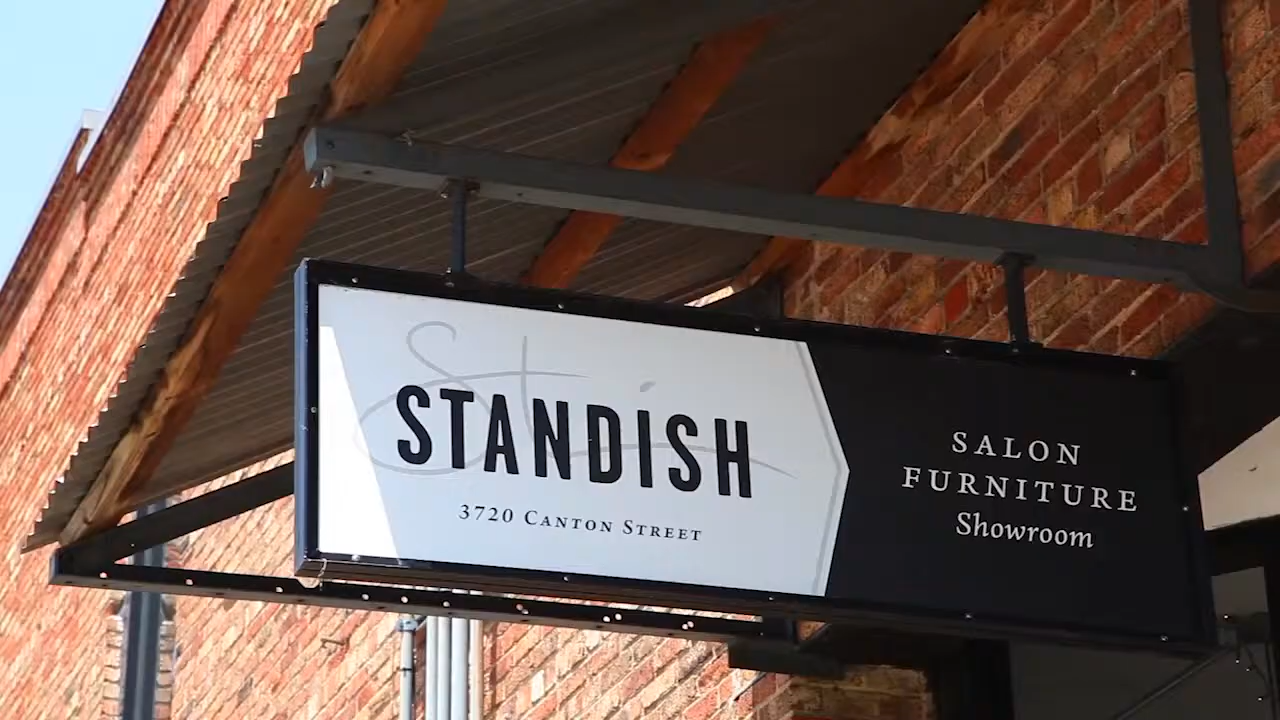 STANDISH
3720 CANTON STREET
SALON
FURNITURE
Showroom